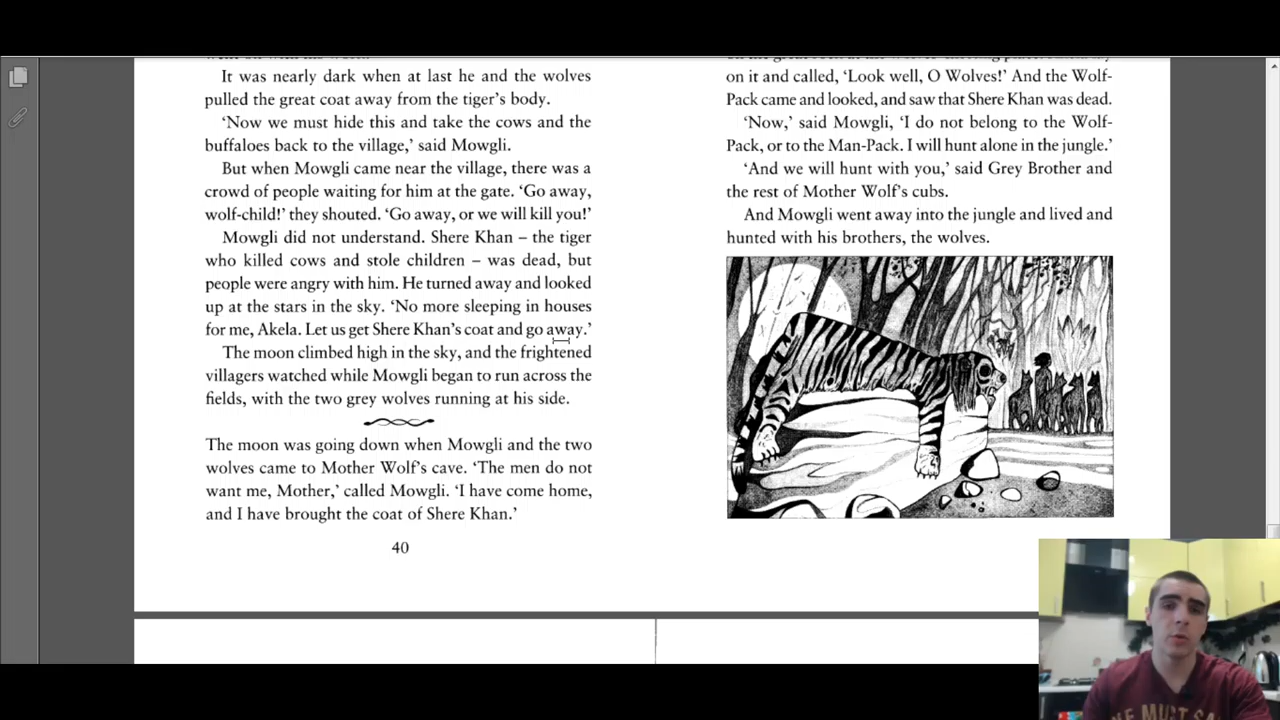 It was nearly dark when at last he and the wolves
pulled the great coat away from the tiger's body.
‘Now we must hide this and take the cows and the
buffaloes back to the village,’ said Mowgli.
But when Mowgli came near the village, there was a
crowd of people waiting for him at the gate. ‘Go away,
wolf-child!’ they shouted. ‘Go away, or we will kill you!’
Mowgli did not understand. Shere Khan – the tiger
who killed cows and stole children – was dead, but
people were angry with him. He turned away and looked
up at the stars in the sky. ‘No more sleeping in houses
for me, Akela. Let us get Shere Khan's coat and go away.’
The moon climbed high in the sky, and the frightened
villagers watched while Mowgli began to run across the
fields, with the two grey wolves running at his side.
The moon was going down when Mowgli and the two
wolves came to Mother Wolf's cave. ‘The men do not
want me, Mother,’ called Mowgli. ‘I have come home,
and I have brought the coat of Shere Khan.’
40
on it and called, ‘Look well, O Wolves!’ And the Wolf-
Pack came and looked, and saw that Shere Khan was dead.
‘Now,’ said Mowgli, ‘I do not belong to the Wolf-
Pack, or to the Man-Pack. I will hunt alone in the jungle.’
‘And we will hunt with you,’ said Grey Brother and
the rest of Mother Wolf's cubs.
And Mowgli went away into the jungle and lived and
hunted with his brothers, the wolves.
MUST